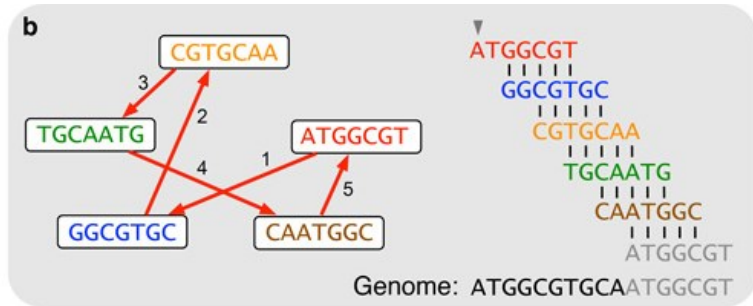 b
CGTGCAA
3
2
TGCAATG
ATGGCGT
4
1
5
GGCGTGC
CAATGGC
ATGGCGT
GGCGTGC
CGTGCAA
TGCAATG
CAATGGC
ATGGCGT
Genome: ATGGCGTGCAATGGCGT